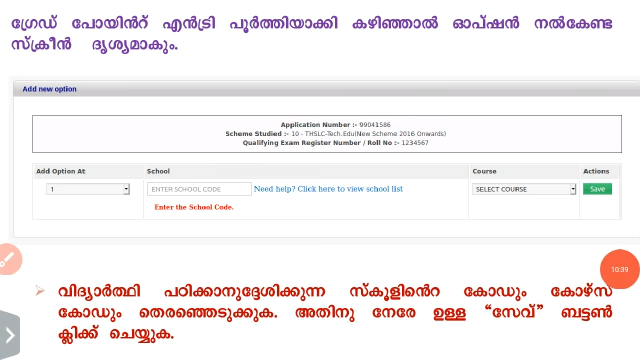 ഗ്രേഡ് പോയിൻറ് എൻട്രി പൂർത്തിയാക്കി കഴിഞ്ഞാൽ ഓപ്ഷൻ നൽകേണ്ട
സ്ക്രീൻ ദൃശ്യമാകും.
Add new option
Application Number :- 99041586
Scheme Studied :- 10 - THSLC-Tech.Edu(New Scheme 2016 Onwards)
Qualifying Exam Register Number / Roll No :- 1234567
Add Option At School Course Actions
1 ENTER SCHOOL CODE Need help? Click here to view school list SELECT COURSE Save
Enter the School Code.
10:39
വിദ്യാർത്ഥി പഠിക്കാനുദ്ദേശിക്കുന്ന സ്കൂളിൻെറ കോഡും കോഴ്സ്
കോഡും തെരഞ്ഞെടുക്കുക. അതിനു നേരേ ഉള്ള “സേവ്” ബട്ടൺ
ക്ലിക്ക് ചെയ്യുക.